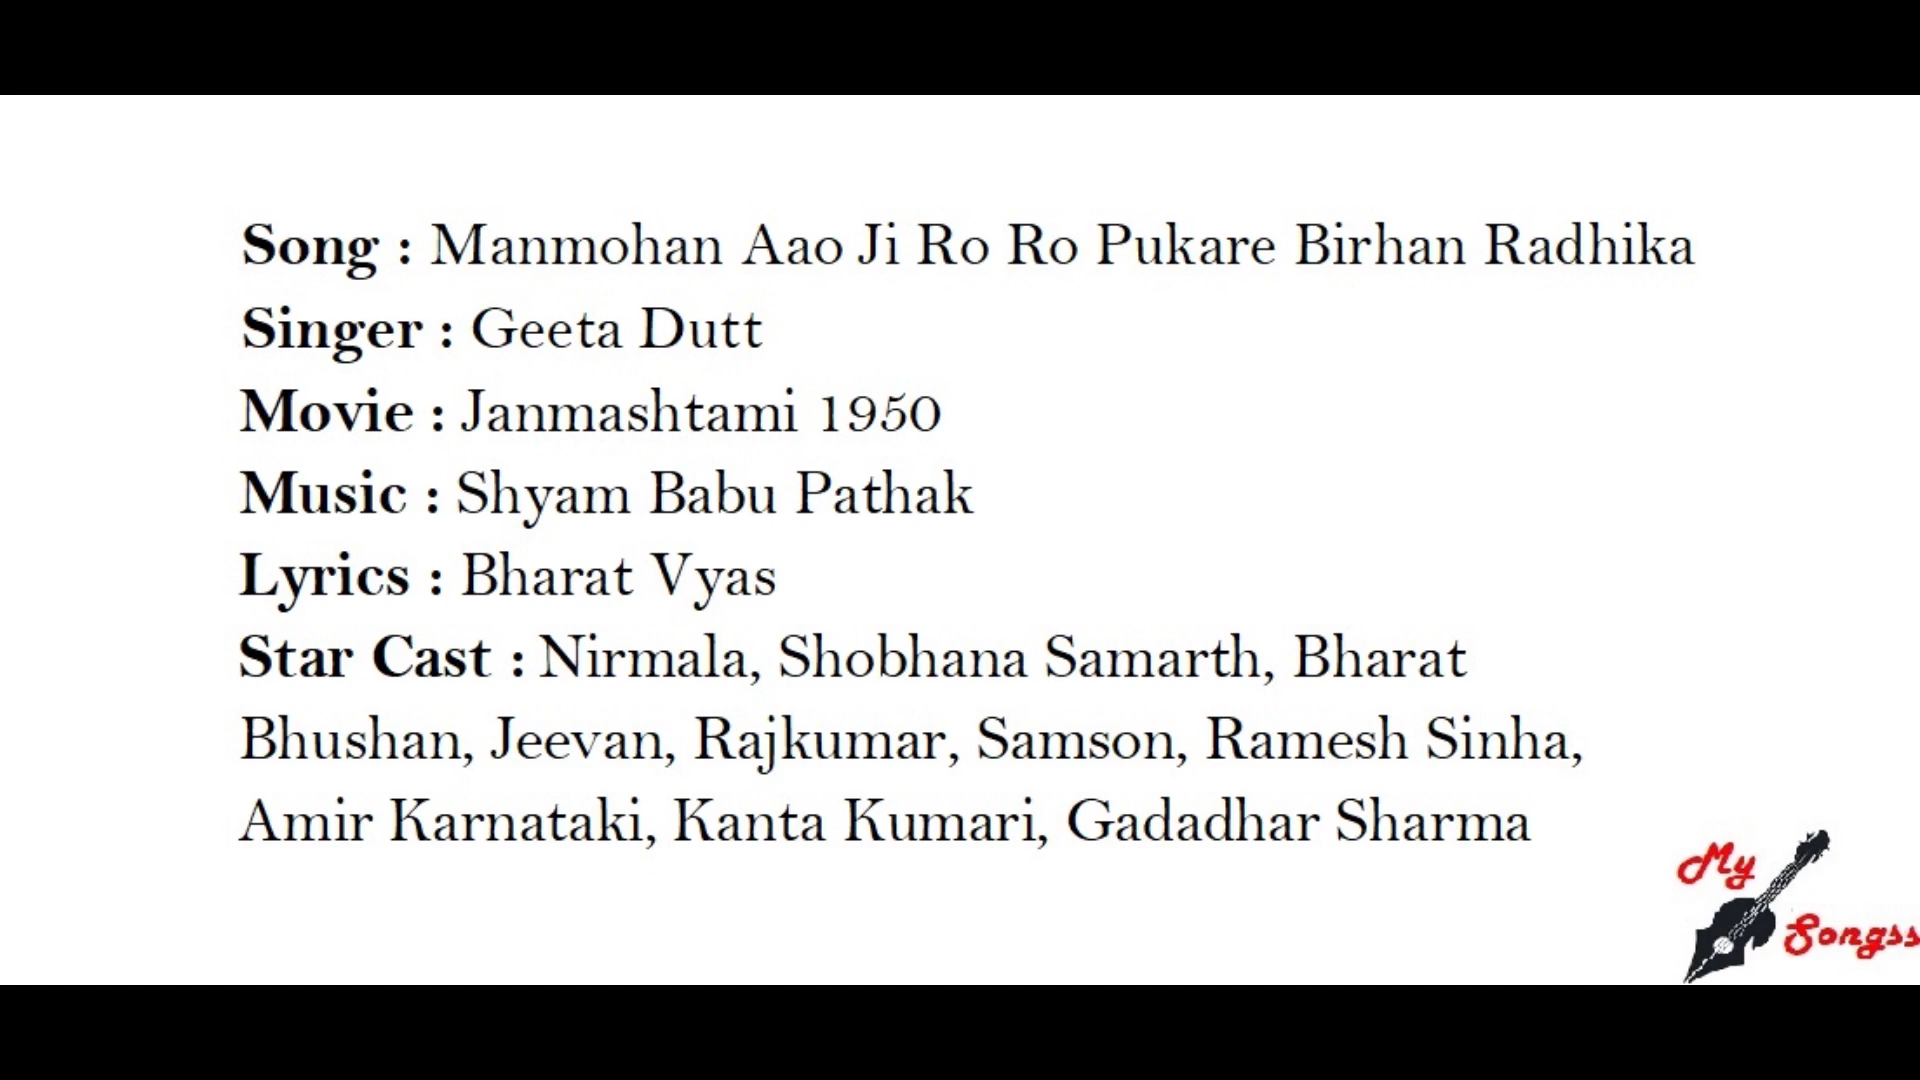 Song : Manmohan Aao Ji Ro Ro Pukare Birhan Radhika
Singer : Geeta Dutt
Movie : Janmashtami 1950
Music : Shyam Babu Pathak
Lyrics : Bharat Vyas
Star Cast : Nirmala, Shobhana Samarth, Bharat
Bhushan, Jeevan, Rajkumar, Samson, Ramesh Sinha,
Amir Karnataki, Kanta Kumari, Gadadhar Sharma
My
Songss